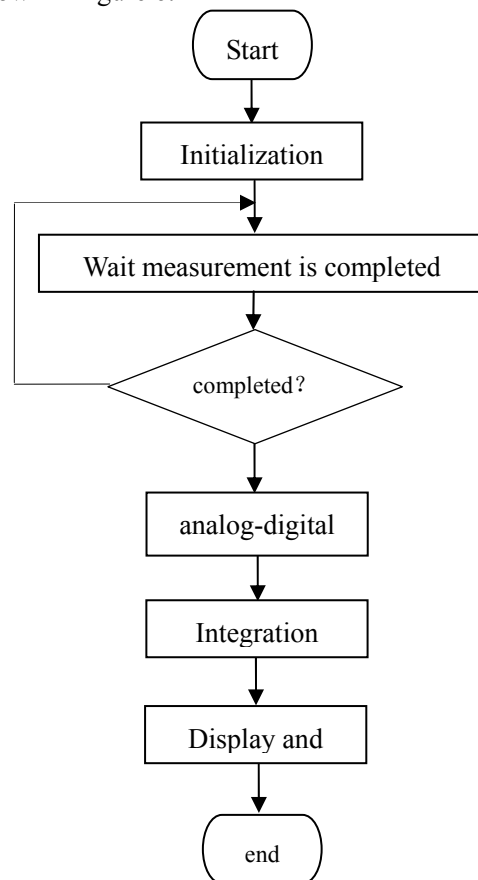 Start
Initialization
Wait measurement is completed
completed?
analog-digital
Integration
Display and
end